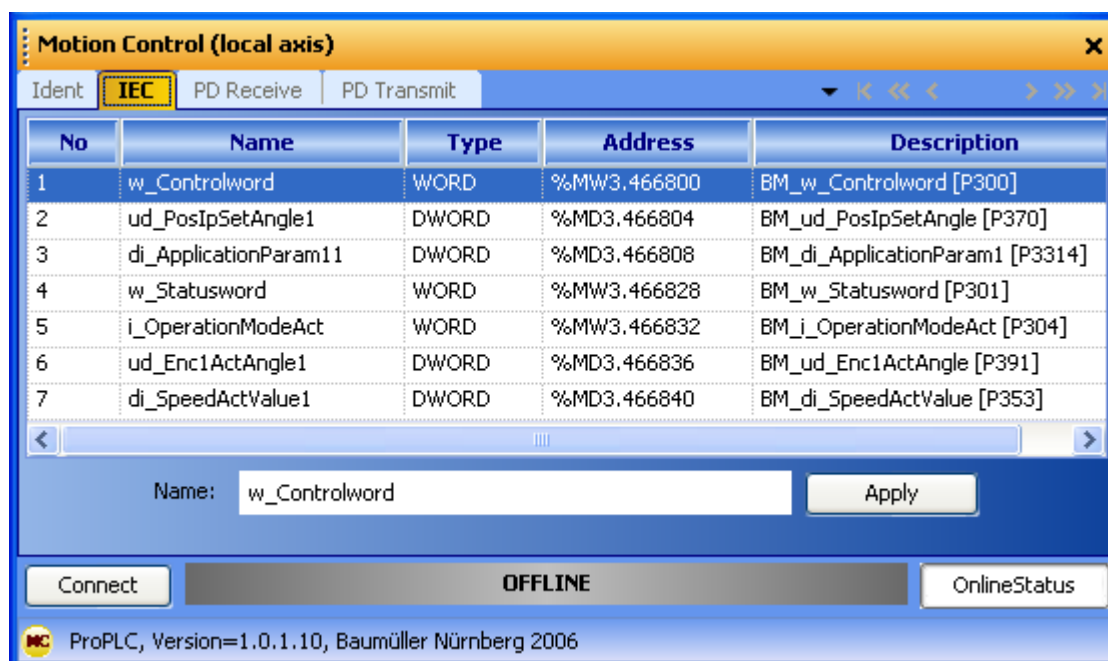 Motion Control (local axis)
Ident IEC PD Receive PD Transmit
No Name Type Address Description
1 w_Controlword WORD %MW3.466800 BM_w_Controlword [P300]
2 ud_PosIpSetAngle1 DWORD %MD3.466804 BM_ud_PosIpSetAngle [P370]
3 di_ApplicationParam11 DWORD %MD3.466808 BM_di_ApplicationParam1 [P3314]
4 w_Statusword WORD %MW3.466828 BM_w_Statusword [P301]
5 i_OperationModeAct WORD %MW3.466832 BM_i_OperationModeAct [P304]
6 ud_Enc1ActAngle1 DWORD %MD3.466836 BM_ud_Enc1ActAngle [P391]
7 di_SpeedActValue1 DWORD %MD3.466840 BM_di_SpeedActValue [P353]
Name: w_Controlword Apply
Connect OFFLINE OnlineStatus
MC ProPLC, Version=1.0.1.10, Baumüller Nürnberg 2006